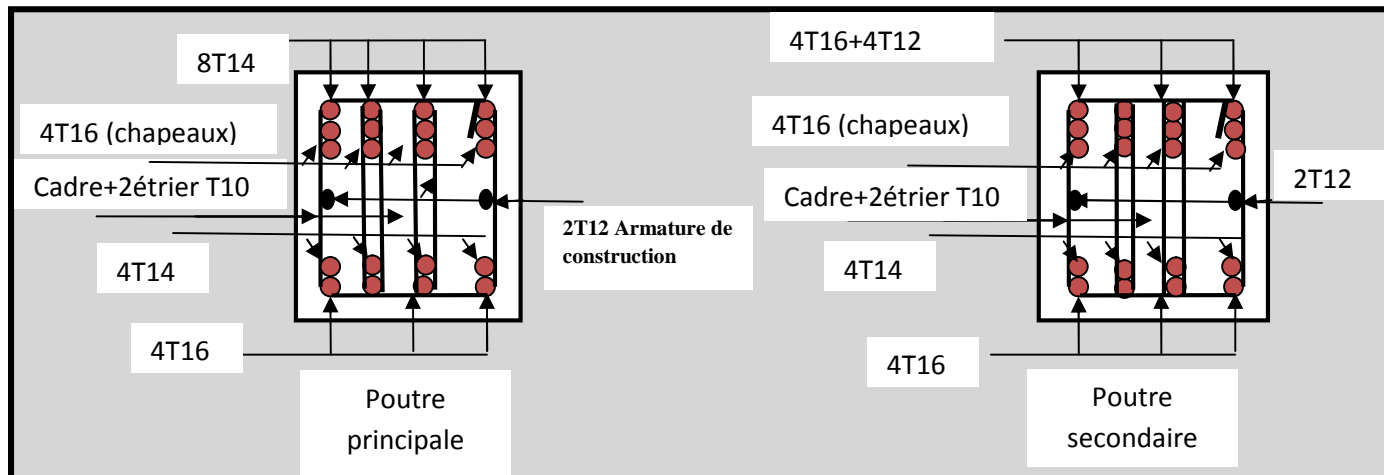 8T14
4T16 (chapeaux)
Cadre+2étrier T10
4T14
4T16
2T12 Armature de
construction
Poutre
principale
4T16+4T12
4T16 (chapeaux)
Cadre+2étrier T10
2T12
4T14
4T16
Poutre
secondaire